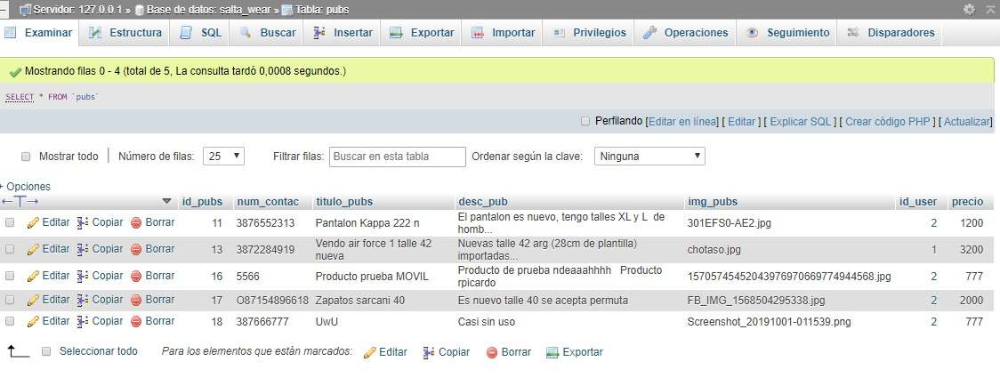 Servidor: 127.0.0.1 » Base de datos: salta_wear » Tabla: pubs
Examinar Estructura SQL Buscar Insertar Exportar Importar Privilegios Operaciones Seguimiento Disparadores
Mostrando filas 0 - 4 (total de 5, La consulta tardó 0,0008 segundos.)
SELECT * FROM `pubs`
Perfilando [Editar en línea] [ Editar ] [ Explicar SQL ] [ Crear código PHP ] [ Actualizar]
Mostrar todo Número de filas: 25 Filtrar filas: Buscar en esta tabla Ordenar según la clave: Ninguna
+ Opciones
←T→ id_pubs num_contac titulo_pubs desc_pub img_pubs id_user precio
Editar Copiar Borrar 11 3876552313 Pantalon Kappa 222 n El pantalon es nuevo, tengo talles XL y L de homb... 301EFS0-AE2.jpg 2 1200
Editar Copiar Borrar 13 3872284919 Vendo air force 1 talle 42 nueva Nuevas talle 42 arg (28cm de plantilla) importadas... chotaso.jpg 1 3200
Editar Copiar Borrar 16 5566 Producto prueba MOVIL Producto de prueba ndeaaahhhh Producto rpicardo 15705745452043976970669774944568.jpg 2 777
Editar Copiar Borrar 17 O87154896618 Zapatos sarcani 40 Es nuevo talle 40 se acepta permuta FB_IMG_1568504295338.jpg 2 2000
Editar Copiar Borrar 18 387666777 UwU Casi sin uso Screenshot_20191001-011539.png 2 777
Seleccionar todo Para los elementos que están marcados: Editar Copiar Borrar Exportar